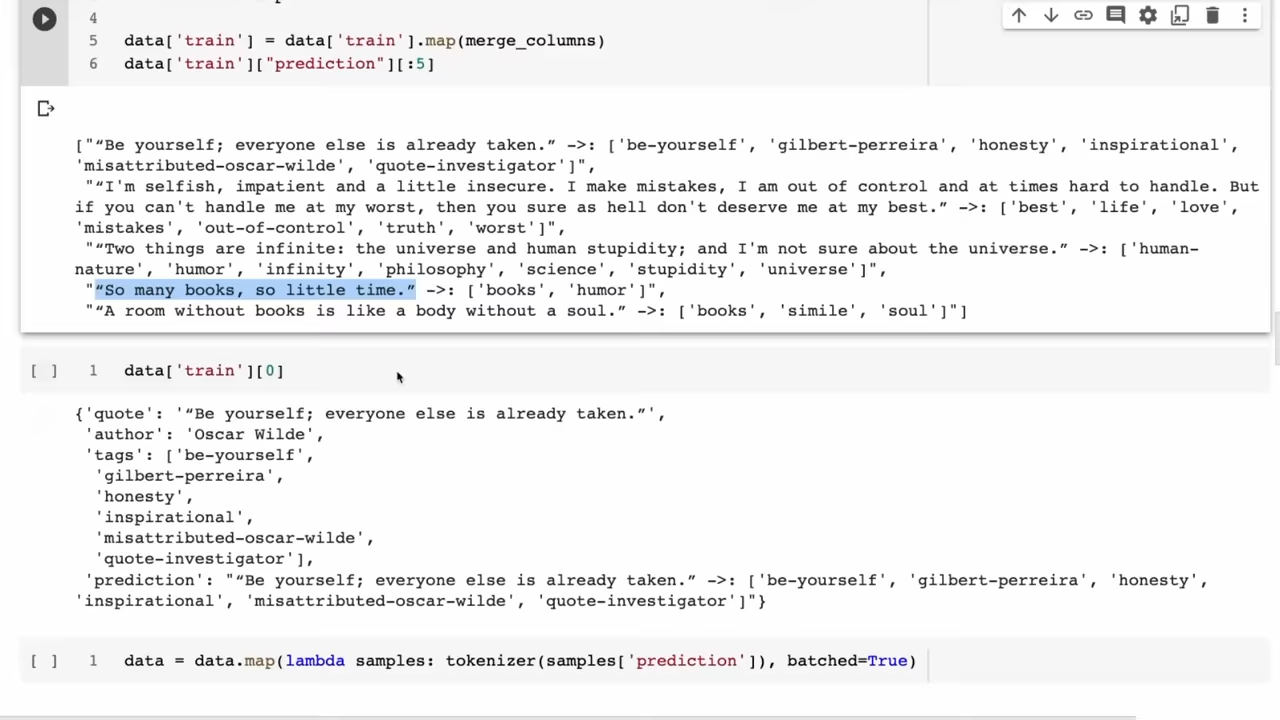 4
5 data['train'] = data['train'].map(merge_columns)
6 data['train']["prediction"][:5]
["“Be yourself; everyone else is already taken.” ->: ['be-yourself', 'gilbert-perreira', 'honesty', 'inspirational',
'misattributed-oscar-wilde', 'quote-investigator']",
"“I'm selfish, impatient and a little insecure. I make mistakes, I am out of control and at times hard to handle. But
if you can't handle me at my worst, then you sure as hell don't deserve me at my best.” ->: ['best', 'life', 'love',
'mistakes', 'out-of-control', 'truth', 'worst']",
"“Two things are infinite: the universe and human stupidity; and I'm not sure about the universe.” ->: ['human-
nature', 'humor', 'infinity', 'philosophy', 'science', 'stupidity', 'universe']",
"“So many books, so little time.” ->: ['books', 'humor']",
"“A room without books is like a body without a soul.” ->: ['books', 'simile', 'soul']"]
[ ] 1 data['train'][0]
{'quote': '“Be yourself; everyone else is already taken.”',
'author': 'Oscar Wilde',
'tags': ['be-yourself',
'gilbert-perreira',
'honesty',
'inspirational',
'misattributed-oscar-wilde',
'quote-investigator'],
'prediction': "“Be yourself; everyone else is already taken.” ->: ['be-yourself', 'gilbert-perreira', 'honesty',
'inspirational', 'misattributed-oscar-wilde', 'quote-investigator']"}
[ ] 1 data = data.map(lambda samples: tokenizer(samples['prediction']), batched=True)